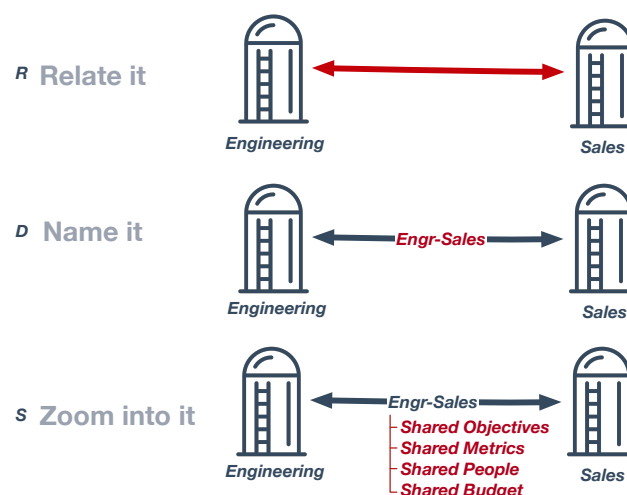 R Relate it
Engineering
Sales
D Name it
Engr-Sales
Engineering
Sales
S Zoom into it
Engr-Sales
Shared Objectives
Shared Metrics
Shared People
Shared Budget
Engineering
Sales